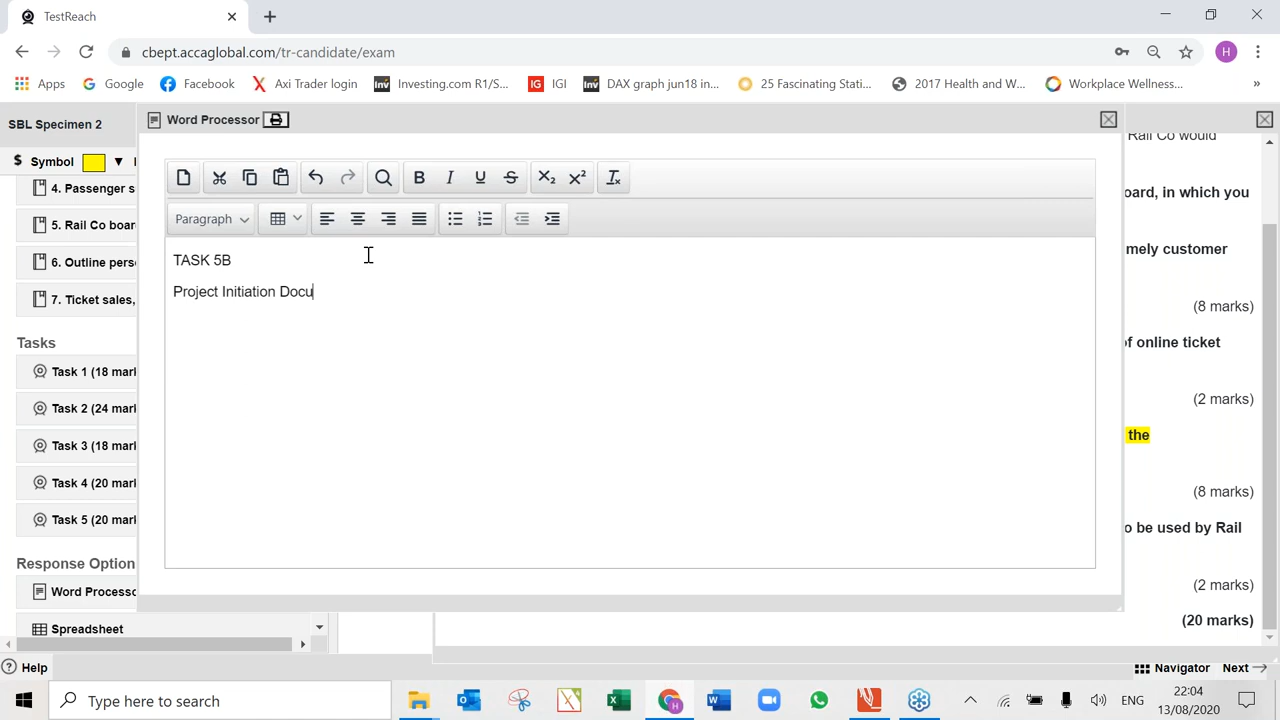 TestReach
cbept.accaglobal.com/tr-candidate/exam
H
Apps
Google
Facebook
Axi Trader login
Investing.com R1/S...
IGI
DAX graph jun18 in...
25 Fascinating Stati...
2017 Health and W...
Workplace Wellness...
»
SBL Specimen 2
Word Processor
Rail Co would
$ Symbol
4. Passenger s
oard, in which you
Paragraph
5. Rail Co boar
mely customer
TASK 5B
6. Outline pers
Project Initiation Docu
7. Ticket sales,
(8 marks)
Tasks
of online ticket
Task 1 (18 mark
(2 marks)
Task 2 (24 mark
the
Task 3 (18 mark
Task 4 (20 mark
(8 marks)
Task 5 (20 mark
o be used by Rail
Response Option
Word Processo
(2 marks)
(20 marks)
Spreadsheet
Help
Navigator
Next
Type here to search
ENG
22:04
13/08/2020